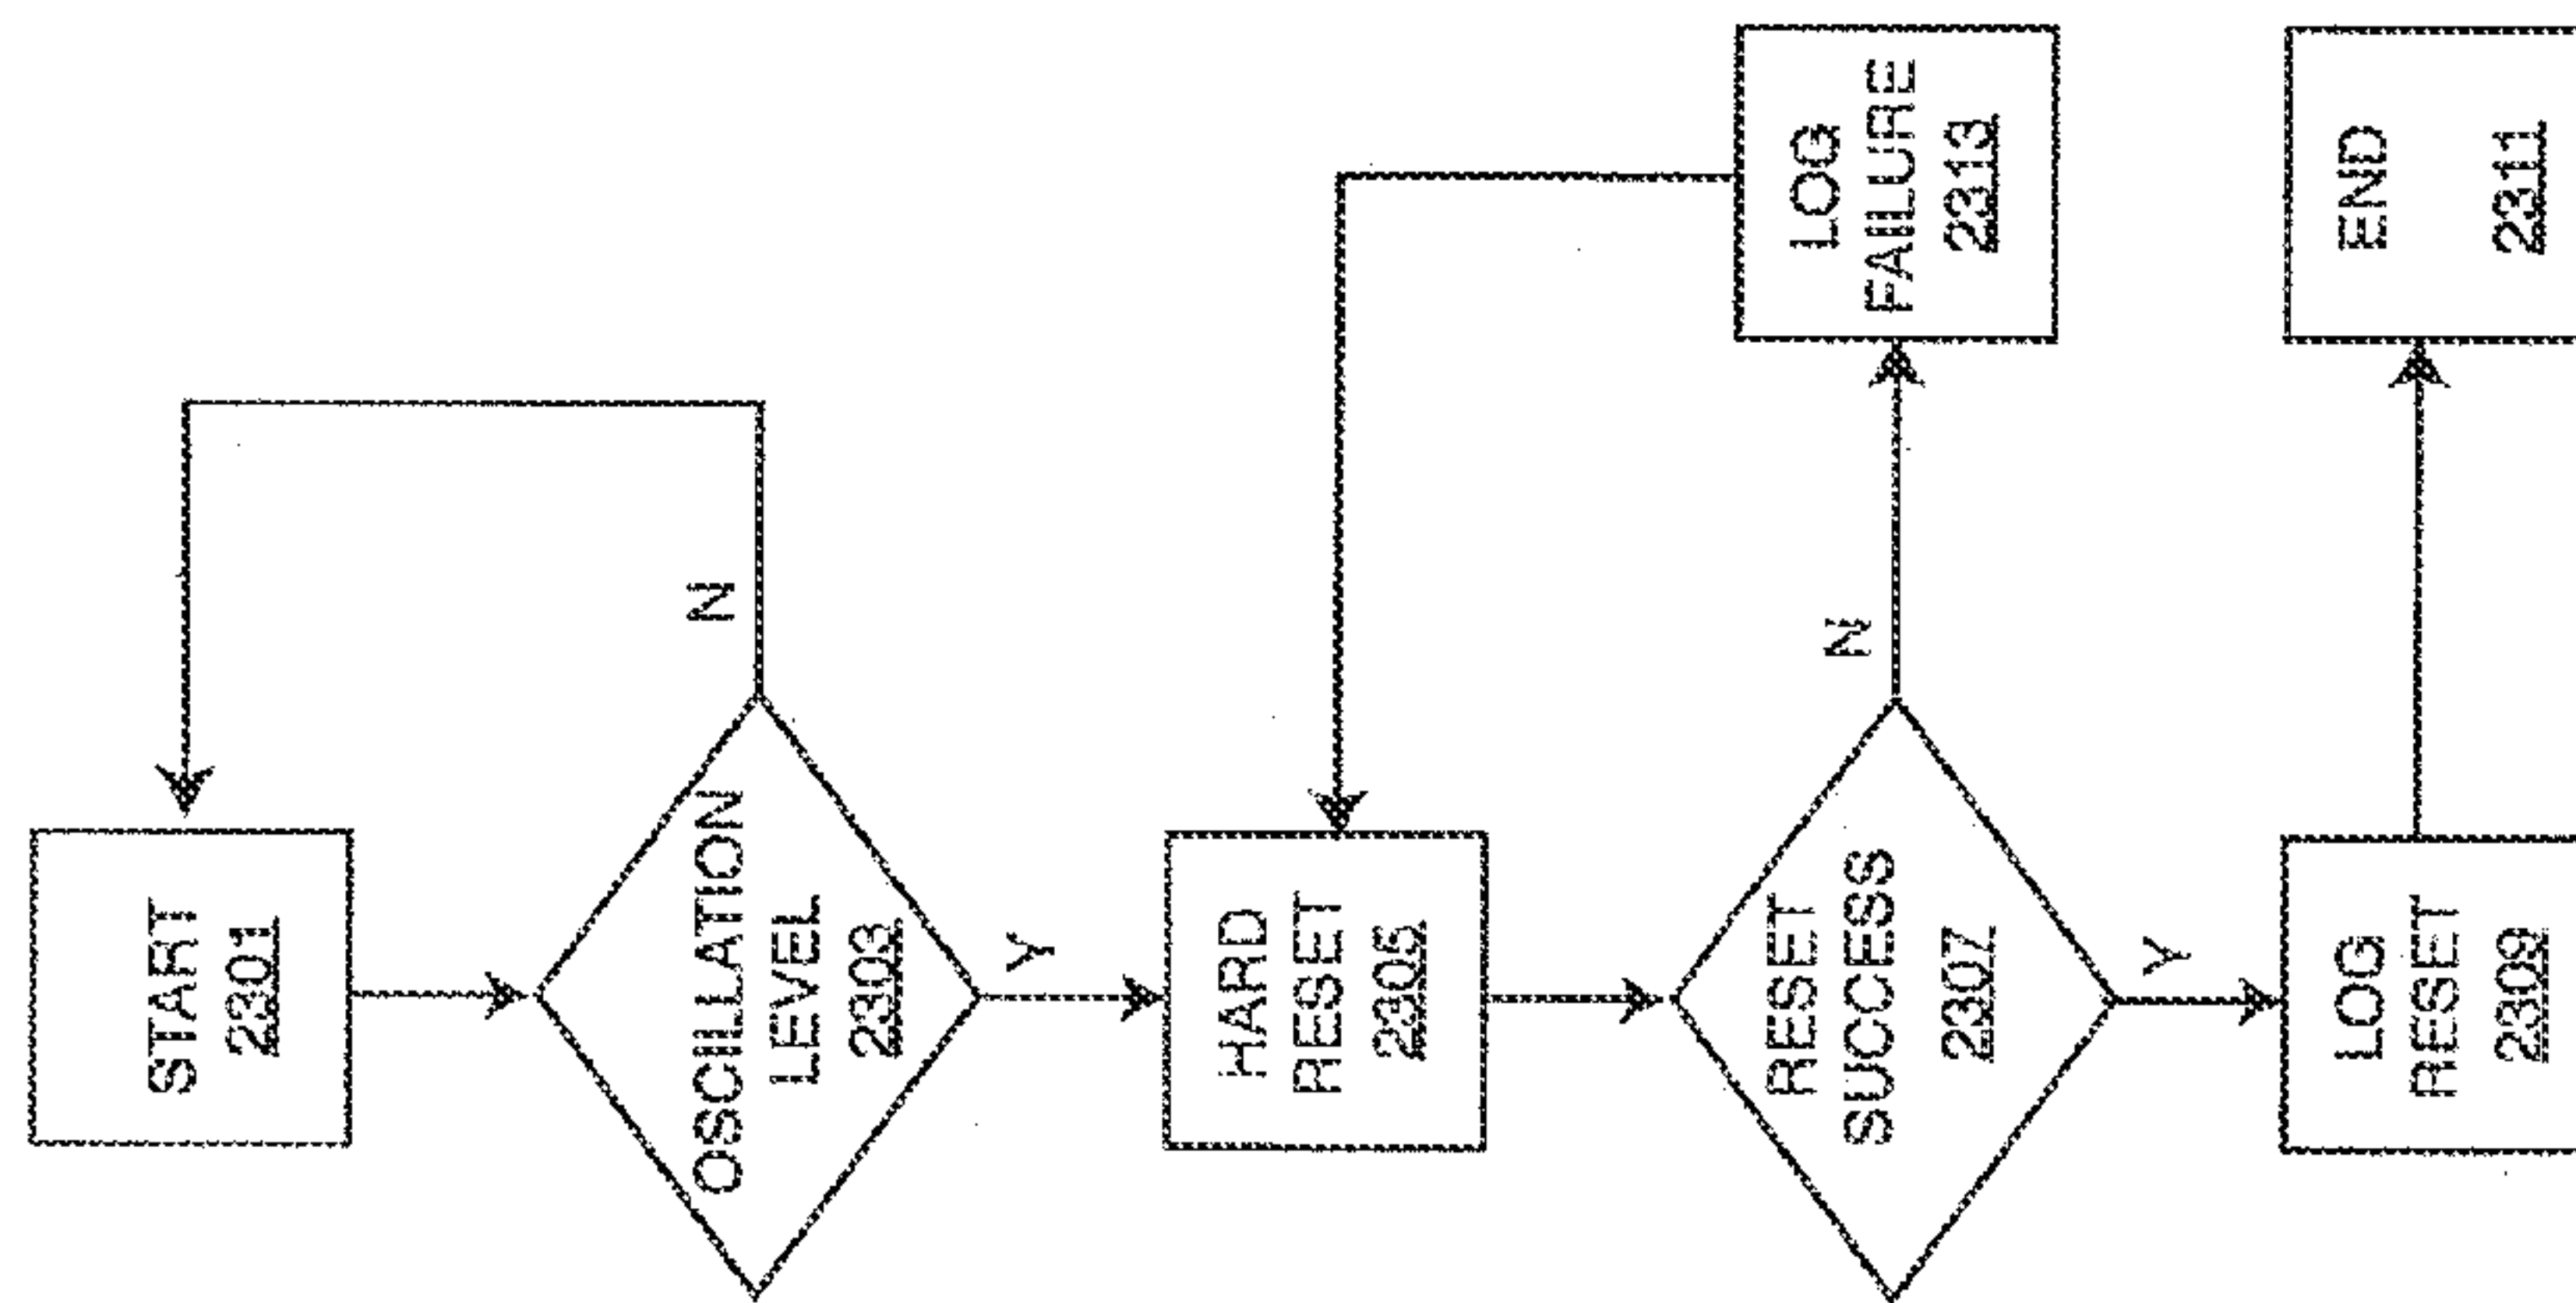 START
2301
OSCILLATION
LEVEL
2303
N
Y
HARD
RESET
2305
RESET
SUCCESS
2307
N
LOG
FAILURE
2313
Y
LOG
RESET
2309
END
2311